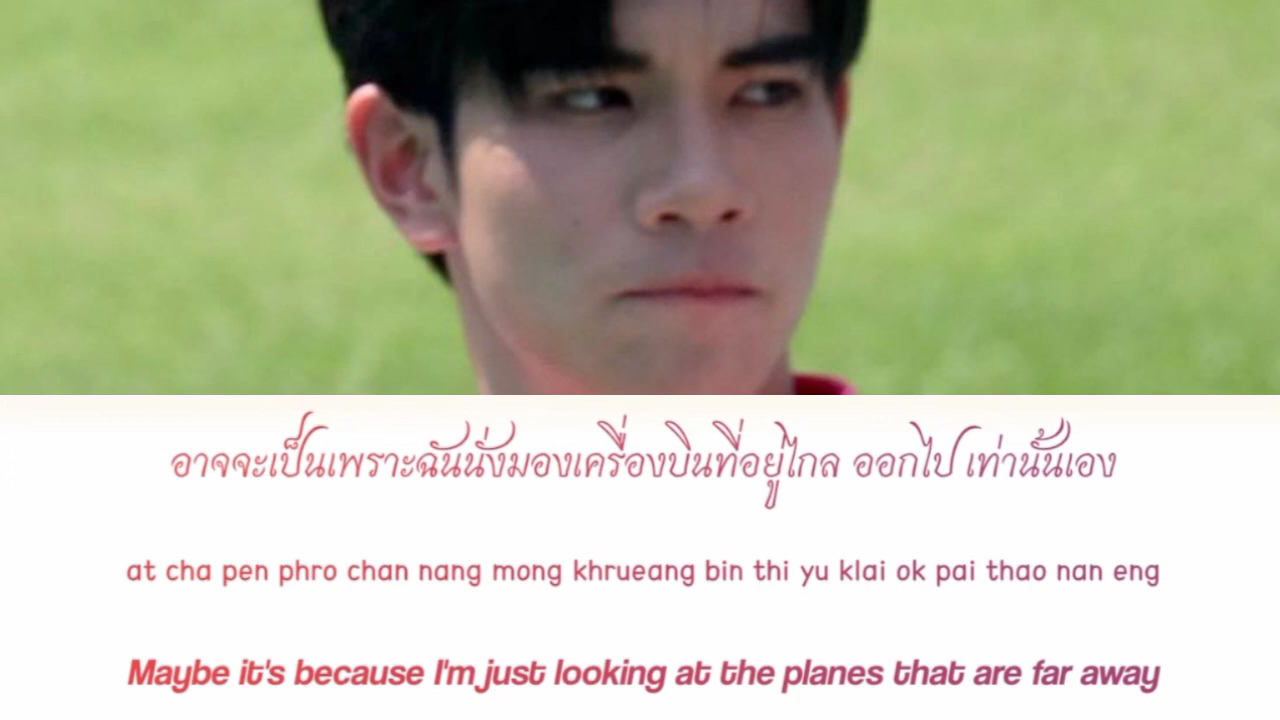 อาจจะเป็นเพราะฉันนั่งมองเครื่องบินที่อยู่ไกล ออกไป เท่านั้นเอง
at cha pen phro chan nang mong khrueang bin thi yu klai ok pai thao nan eng
Maybe it's because I'm just looking at the planes that are far away